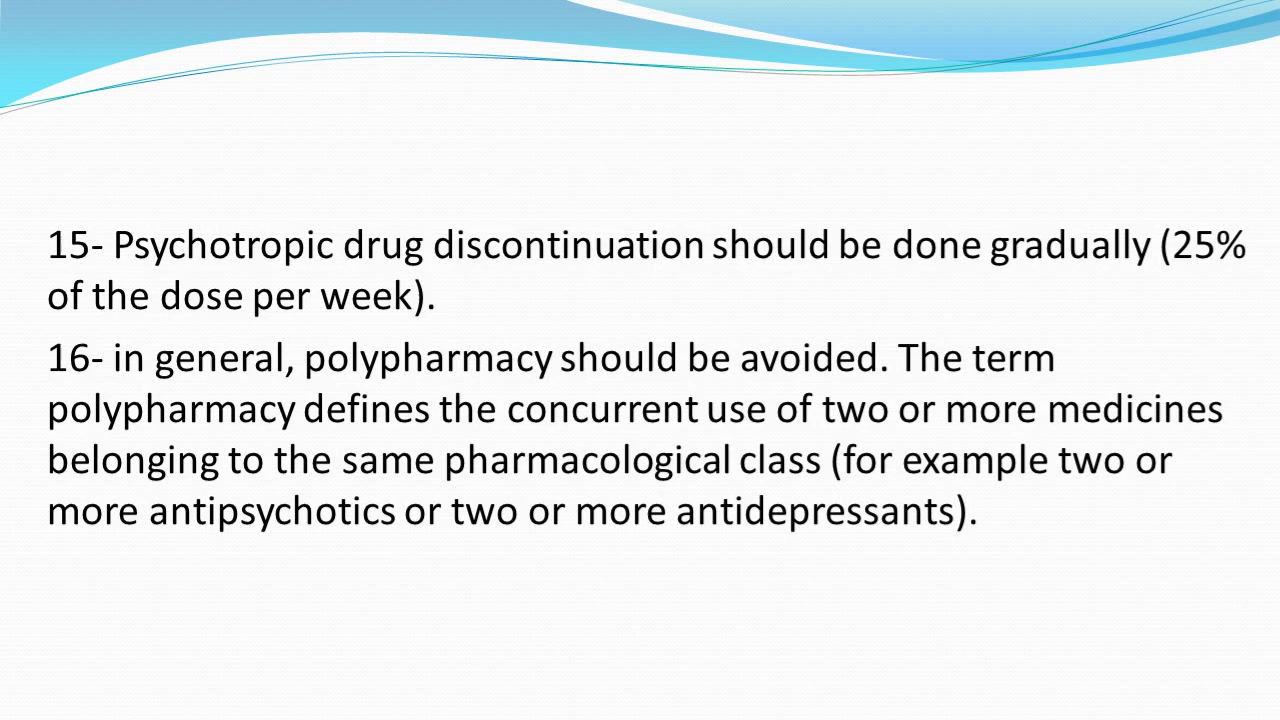 15- Psychotropic drug discontinuation should be done gradually (25%
of the dose per week).
16- in general, polypharmacy should be avoided. The term
polypharmacy defines the concurrent use of two or more medicines
belonging to the same pharmacological class (for example two or
more antipsychotics or two or more antidepressants).